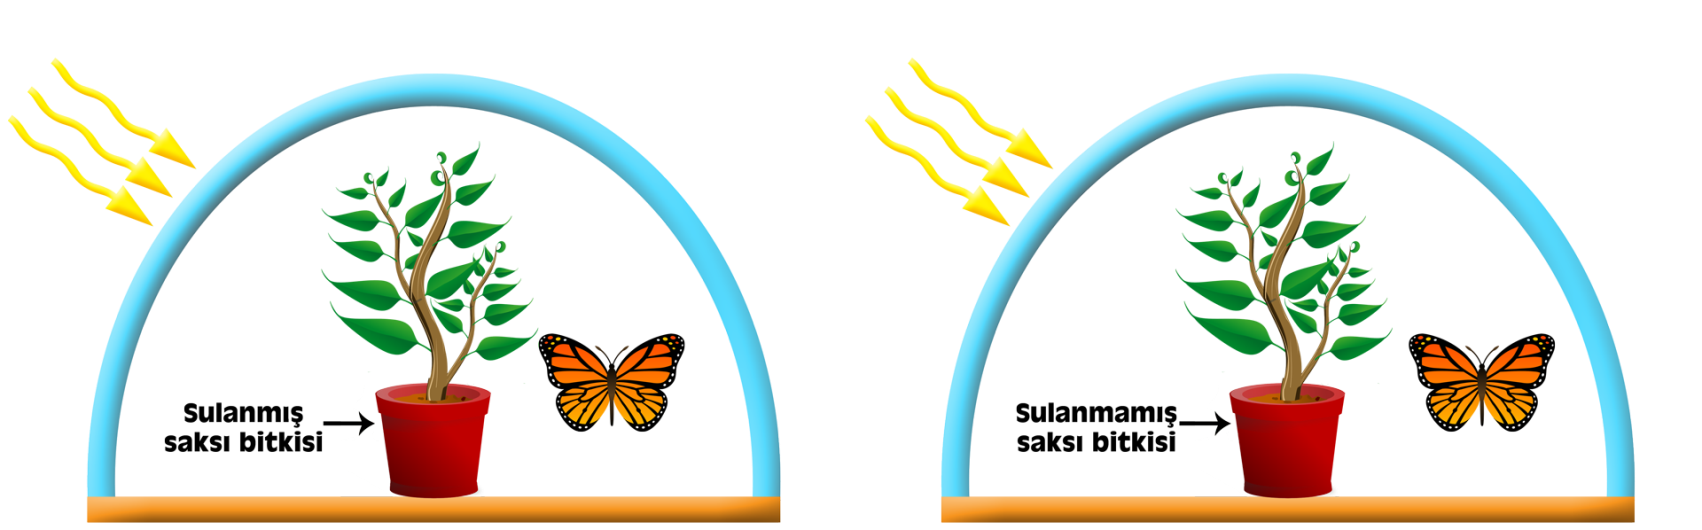 Sulanmış
saksı bitkisi
Sulanmamış
saksı bitkisi